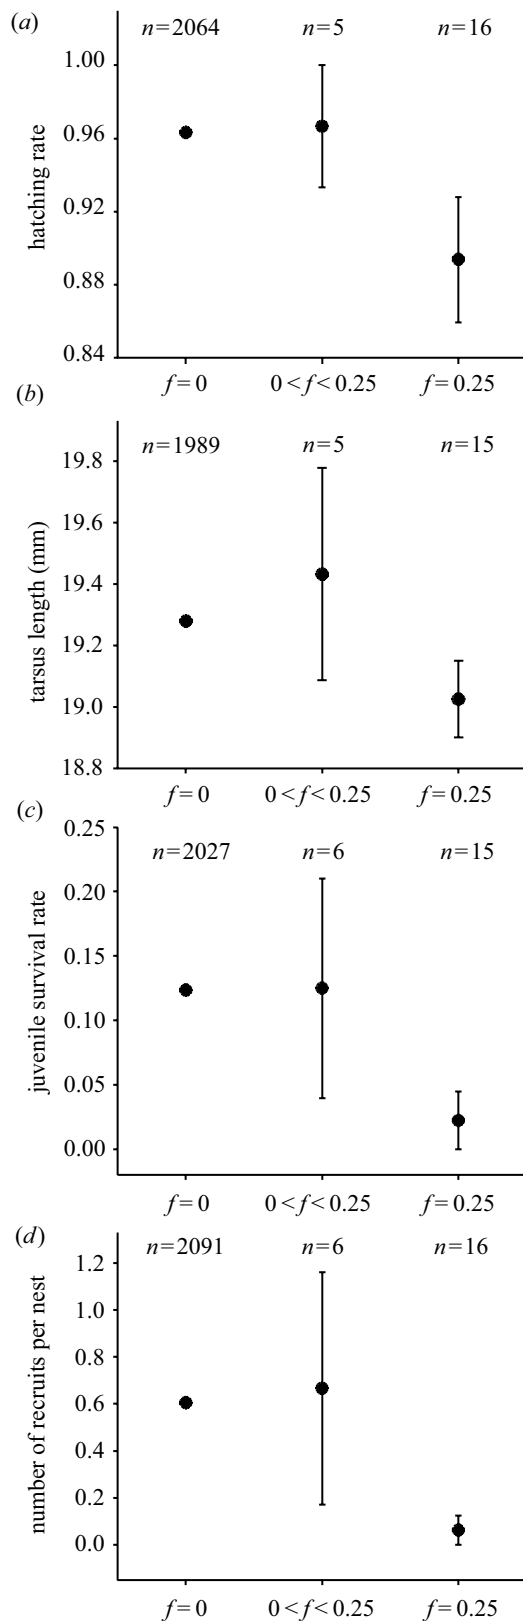 (a)
n=2064 n=5 n=16
1.00
0.96
0.92
0.88
0.84
hatching rate
f=0 0<f<0.25 f=0.25
(b)
n=1989 n=5 n=15
19.8
19.6
19.4
19.2
19.0
18.8
tarsus length (mm)
f=0 0<f<0.25 f=0.25
(c)
n=2027 n=6 n=15
0.25
0.20
0.15
0.10
0.05
0.00
juvenile survival rate
f=0 0<f<0.25 f=0.25
(d)
n=2091 n=6 n=16
1.2
1.0
0.8
0.6
0.4
0.2
0.0
number of recruits per nest
f=0 0<f<0.25 f=0.25